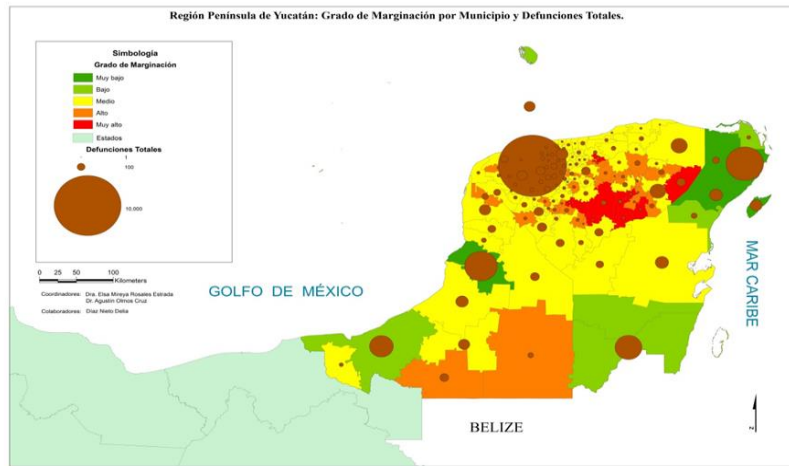 Región Península de Yucatán: Grado de Marginación por Municipio y Defunciones Totales.
Simbología
Grado de Marginación
Muy bajo
Bajo
Medio
Alto
Muy alto
Estados
Defunciones Totales
1
100
10,000
0 25 50 100
Kilometers
Coordinadores: Dra. Elsa Mireya Rosales Estrada
Dr. Agustín Olmos Cruz
Colaboradores: Díaz Nieto Delia
GOLFO DE MÉXICO
MAR CARIBE
BELIZE
N